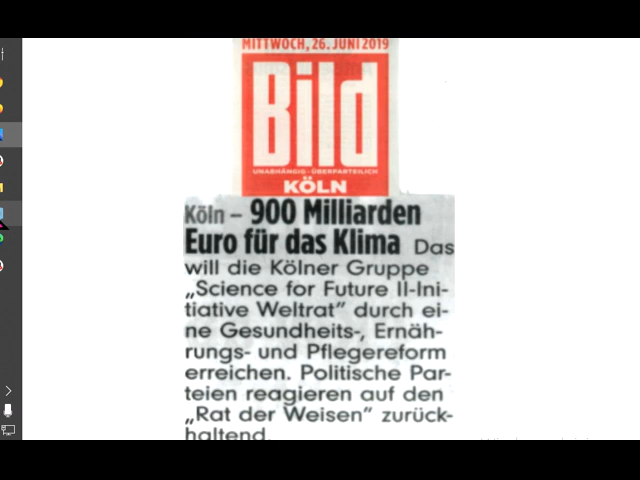 MITTWOCH, 26. JUNI 2019
Bild
UNABHÄNGIG · ÜBERPARTEILICH
KÖLN
Köln – 900 Milliarden
Euro für das Klima Das
will die Kölner Gruppe
„Science for Future II-Ini-
tiative Weltrat“ durch ei-
ne Gesundheits-, Ernäh-
rungs- und Pflegereform
erreichen. Politische Par-
teien reagieren auf den
„Rat der Weisen“ zurück-
haltend.